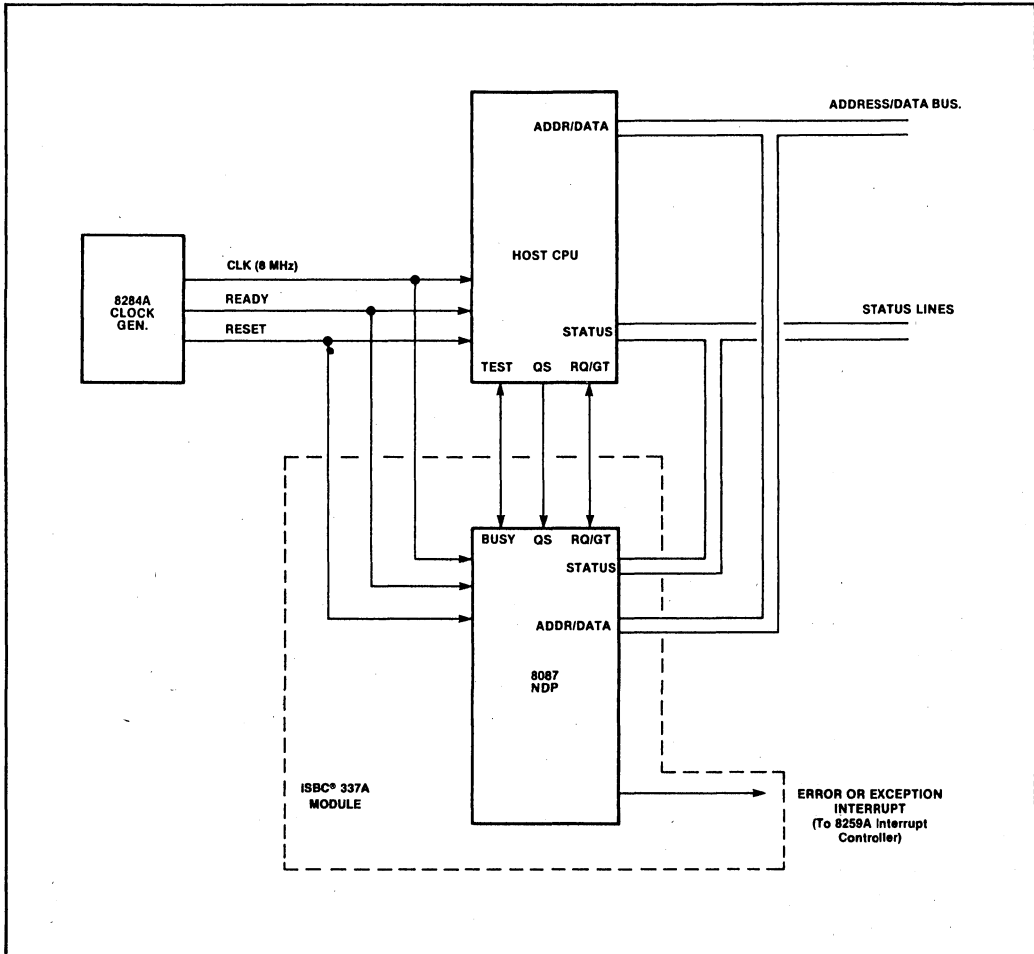 ADDRESS/DATA BUS.
ADDR/DATA
HOST CPU
8284A
CLOCK
GEN.
CLK (8 MHz)
READY
RESET
STATUS
STATUS LINES
TEST QS RQ/GT
BUSY QS RQ/GT
STATUS
ADDR/DATA
8087
NDP
iSBC® 337A
MODULE
ERROR OR EXCEPTION
INTERRUPT
(To 8259A Interrupt
Controller)